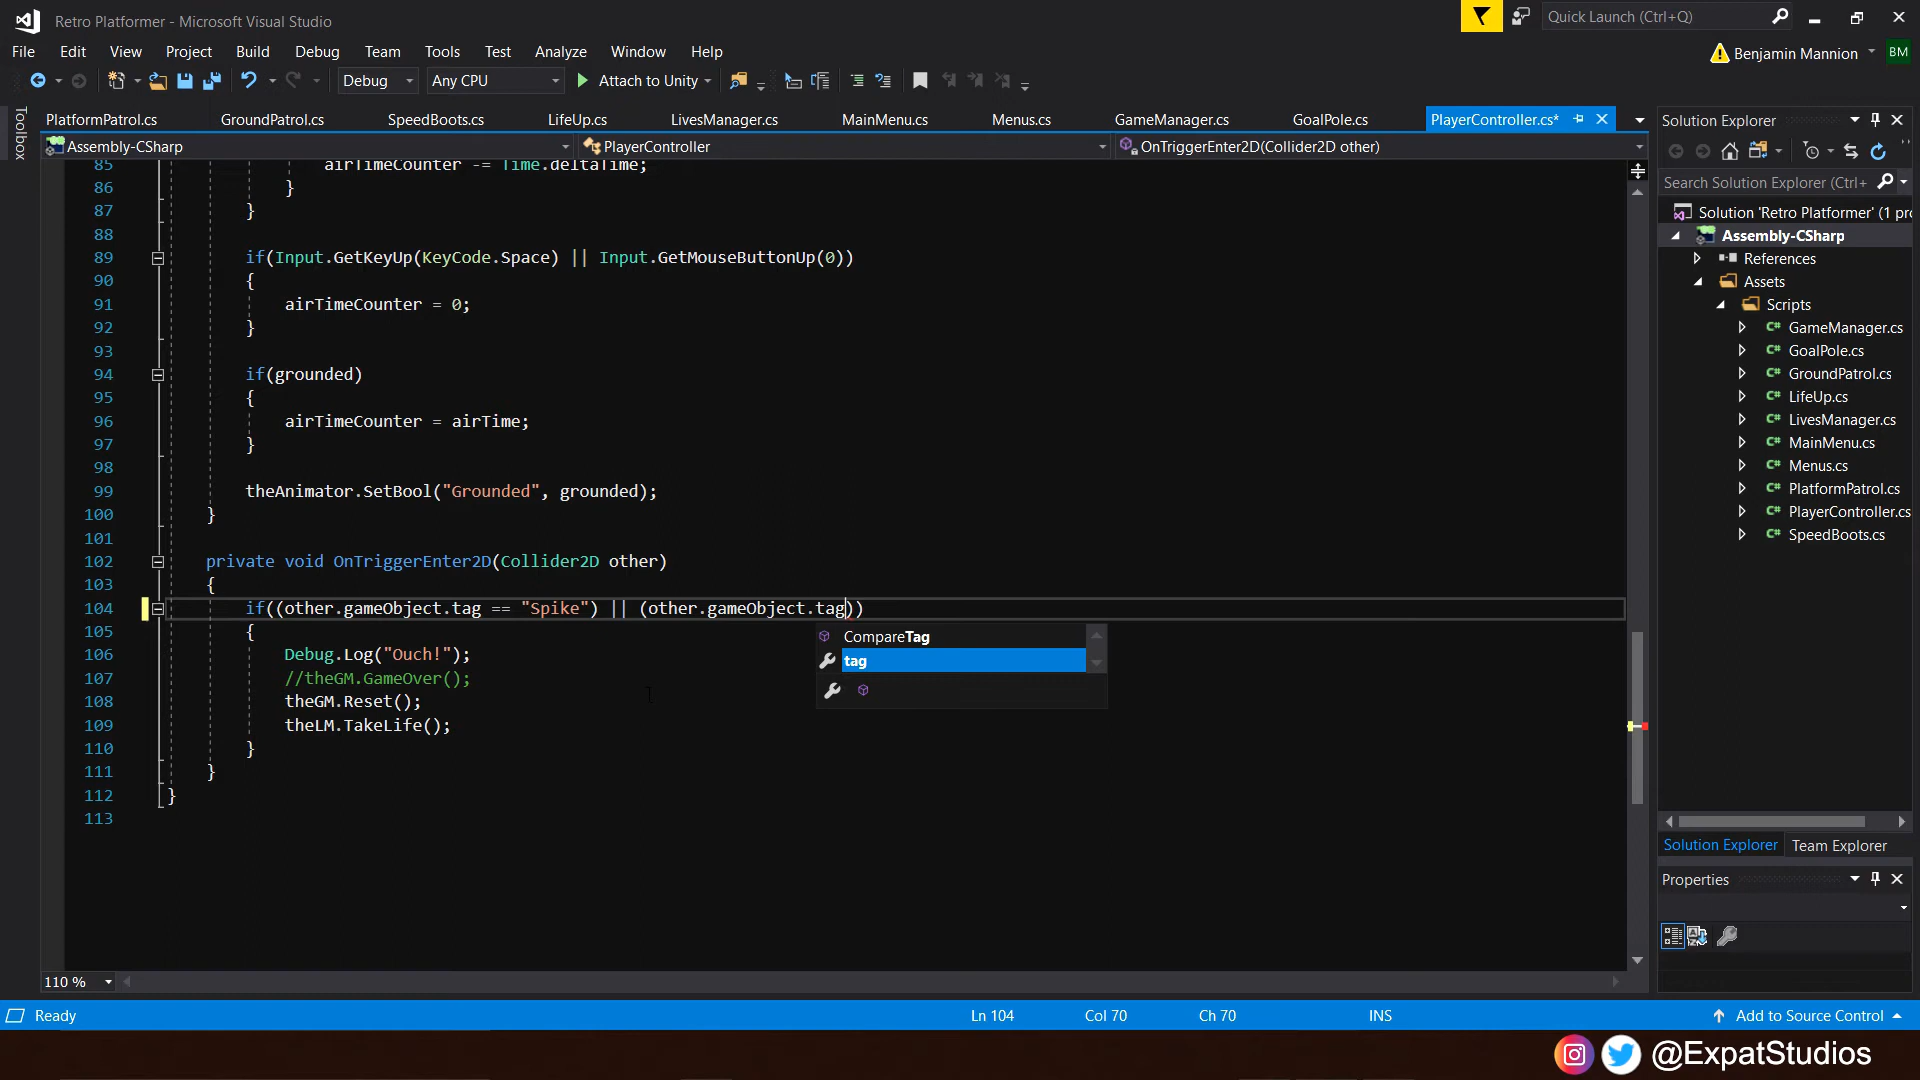 Retro Platformer - Microsoft Visual Studio
Quick Launch (Ctrl+Q)
File Edit View Project Build Debug Team Tools Test Analyze Window Help
Benjamin Mannion BM
Debug Any CPU Attach to Unity
Toolbox
PlatformPatrol.cs GroundPatrol.cs SpeedBoots.cs LifeUp.cs LivesManager.cs MainMenu.cs Menus.cs GameManager.cs GoalPole.cs PlayerController.cs*
Assembly-CSharp PlayerController OnTriggerEnter2D(Collider2D other)
85 airTimeCounter -= Time.deltaTime;
86 }
87 }
88
89 if(Input.GetKeyUp(KeyCode.Space) || Input.GetMouseButtonUp(0))
90 {
91 airTimeCounter = 0;
92 }
93
94 if(grounded)
95 {
96 airTimeCounter = airTime;
97 }
98
99 theAnimator.SetBool("Grounded", grounded);
100 }
101
102 private void OnTriggerEnter2D(Collider2D other)
103 {
104 if((other.gameObject.tag == "Spike") || (other.gameObject.tag))
105 {
106 Debug.Log("Ouch!");
107 //theGM.GameOver();
108 theGM.Reset();
109 theLM.TakeLife();
110 }
111 }
112 }
113
CompareTag
tag
Solution Explorer
Search Solution Explorer (Ctrl+
Solution 'Retro Platformer' (1 pro
Assembly-CSharp
References
Assets
Scripts
GameManager.cs
GoalPole.cs
GroundPatrol.cs
LifeUp.cs
LivesManager.cs
MainMenu.cs
Menus.cs
PlatformPatrol.cs
PlayerController.cs
SpeedBoots.cs
Solution Explorer Team Explorer
Properties
110 %
Ready Ln 104 Col 70 Ch 70 INS Add to Source Control
@ExpatStudios